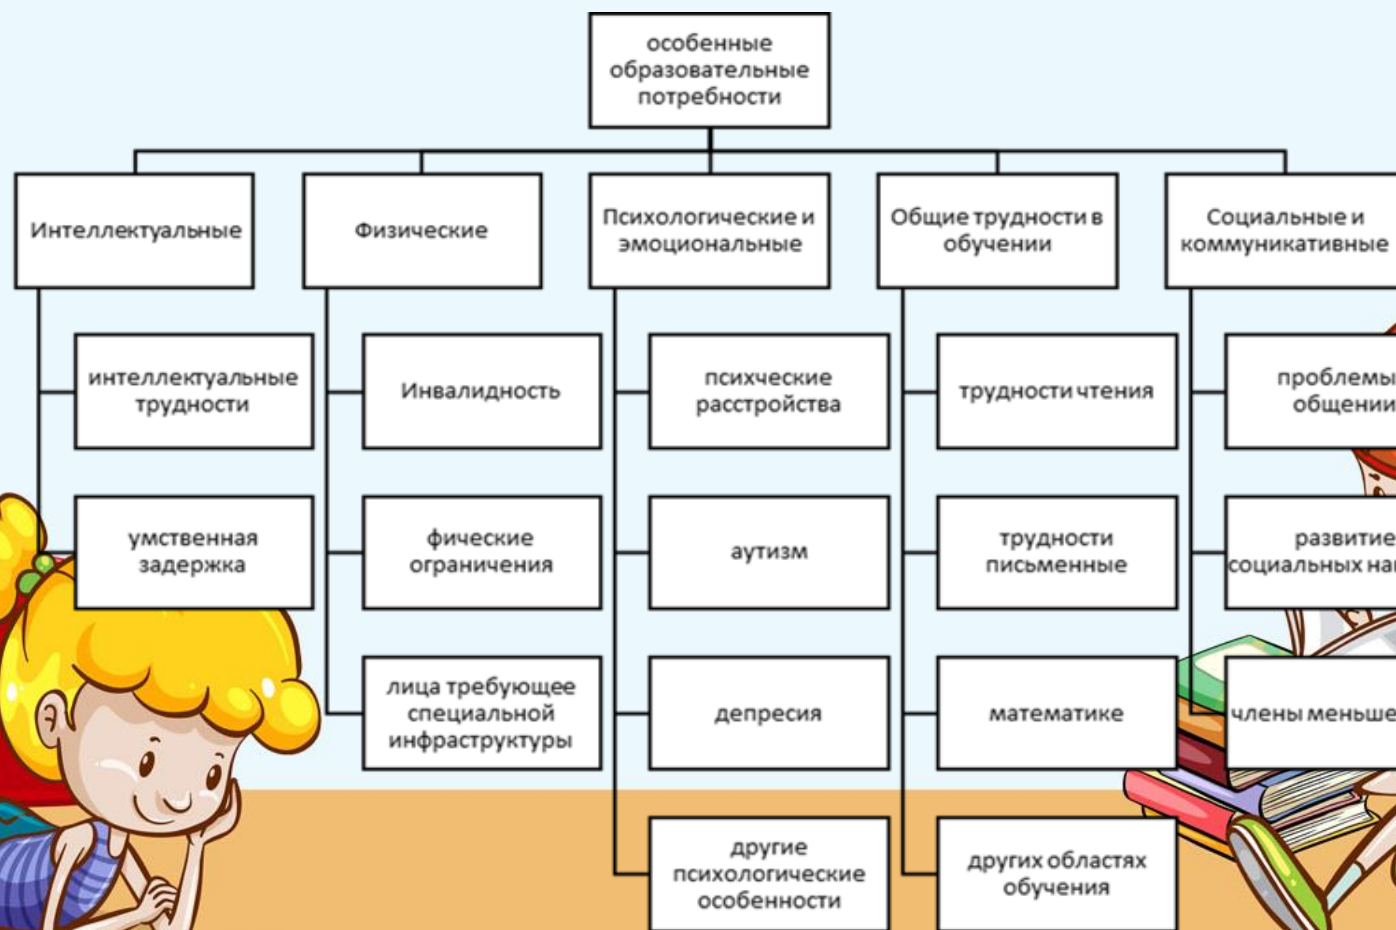 особенные
образовательные
потребности
Интеллектуальные
Физические
Психологические и
эмоциональные
Общие трудности в
обучении
Социальные и
коммуникативные
интеллектуальные
трудности
Инвалидность
психческие
расстройства
трудности чтения
проблемы
общении
умственная
задержка
фические
ограничения
аутизм
трудности
письменные
развитие
социальных
лица требующее
специальной
инфраструктуры
депресия
математике
члены
другие
психологические
особенности
других областях
обучения